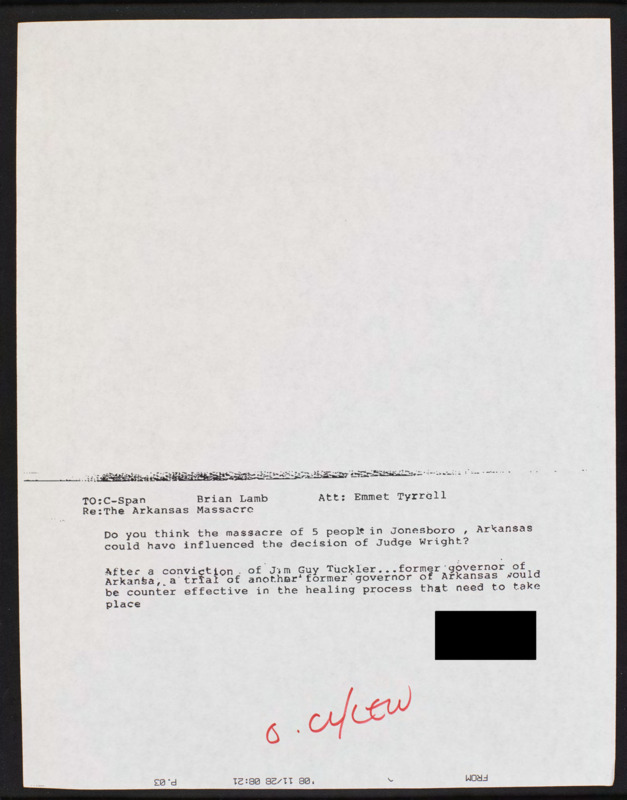 TO:C-Span Brian Lamb Att: Emmet Tyrrell
Re:The Arkansas Massacre
Do you think the massacre of 5 people in Jonesboro , Arkansas
could have influenced the decision of Judge Wright?
After a conviction of Jim Guy Tuckler...former governor of
Arkansa, a trial of another former governor of Arkansas would
be counter effective in the healing process that need to take
place
FROM '08 11/28 08:21 P.03